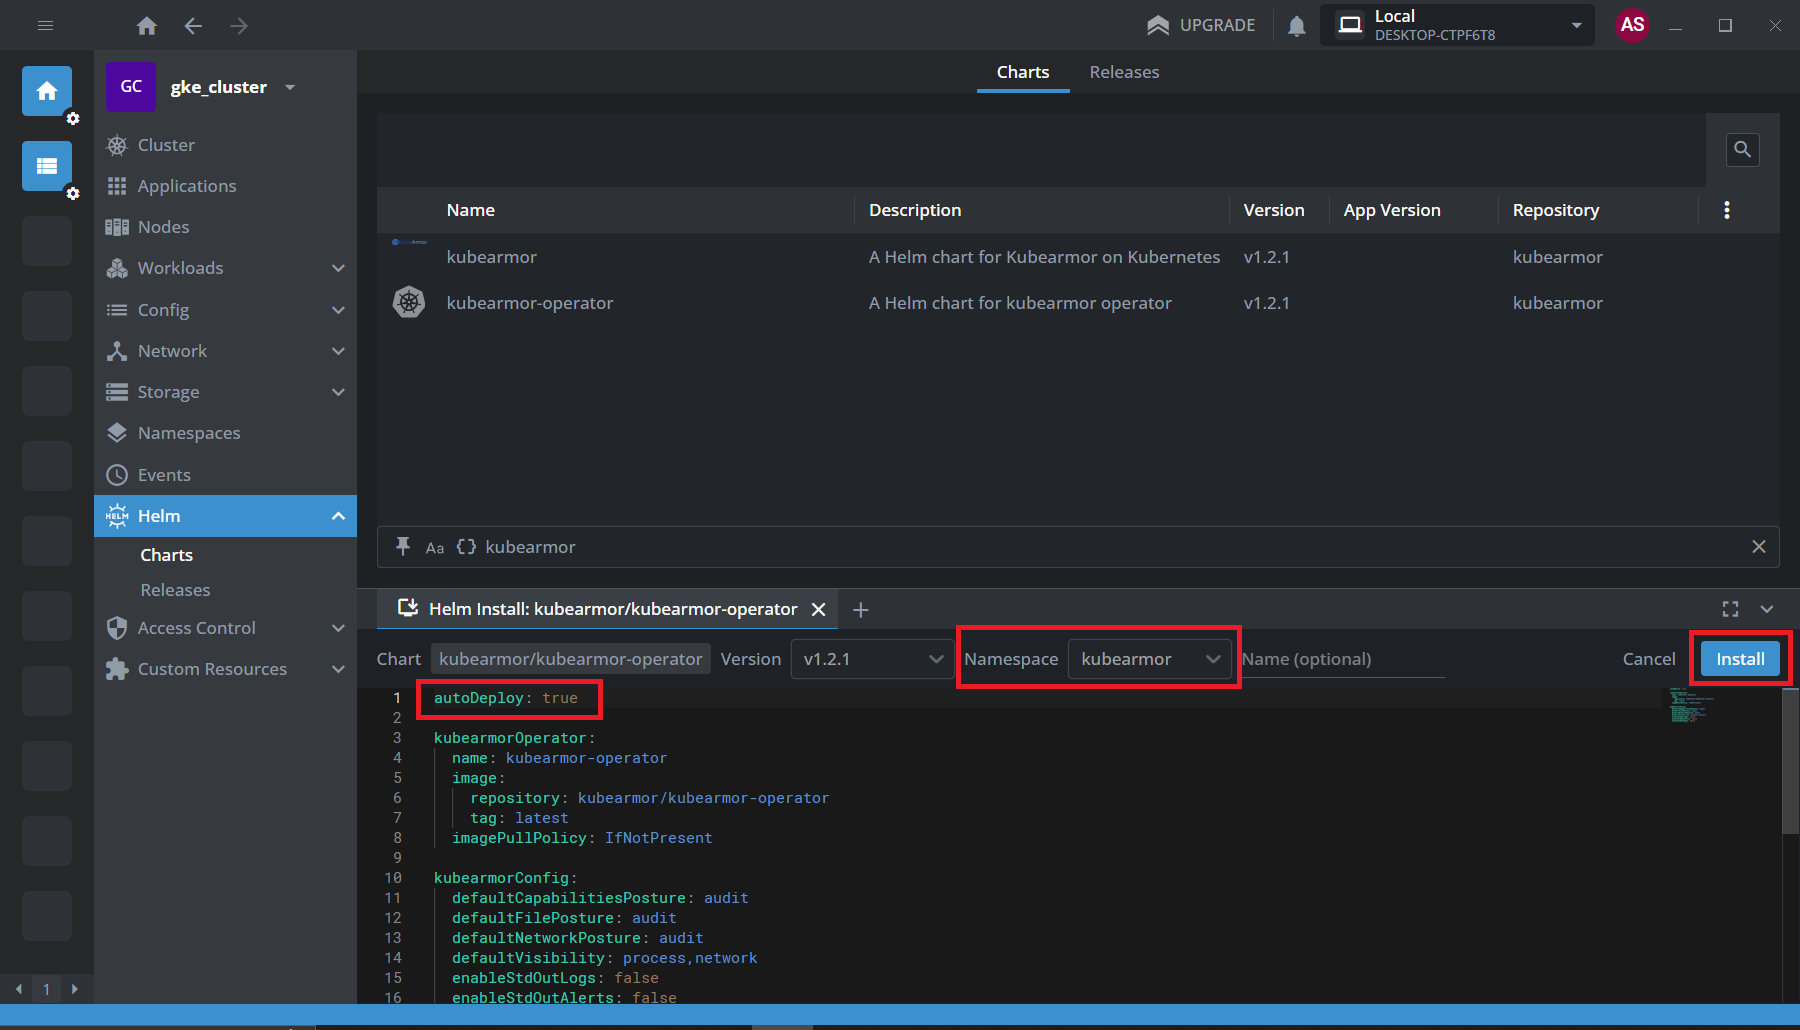 UPGRADE
Local
DESKTOP-CTPF6T8
AS
GC
gke_cluster
Charts
Releases
Cluster
Applications
Nodes
Workloads
Config
Network
Storage
Namespaces
Events
HELM
Helm
Charts
Releases
Access Control
Custom Resources
1
Name Description Version App Version Repository
kubearmor A Helm chart for Kubearmor on Kubernetes v1.2.1 kubearmor
kubearmor-operator A Helm chart for kubearmor operator v1.2.1 kubearmor
Aa {} kubearmor
Helm Install: kubearmor/kubearmor-operator
Chart kubearmor/kubearmor-operator Version v1.2.1 Namespace kubearmor Name (optional) Cancel Install
1 autoDeploy: true
2
3 kubearmorOperator:
4 name: kubearmor-operator
5 image:
6 repository: kubearmor/kubearmor-operator
7 tag: latest
8 imagePullPolicy: IfNotPresent
9
10 kubearmorConfig:
11 defaultCapabilitiesPosture: audit
12 defaultFilePosture: audit
13 defaultNetworkPosture: audit
14 defaultVisibility: process,network
15 enableStdOutLogs: false
16 enableStdOutAlerts: false